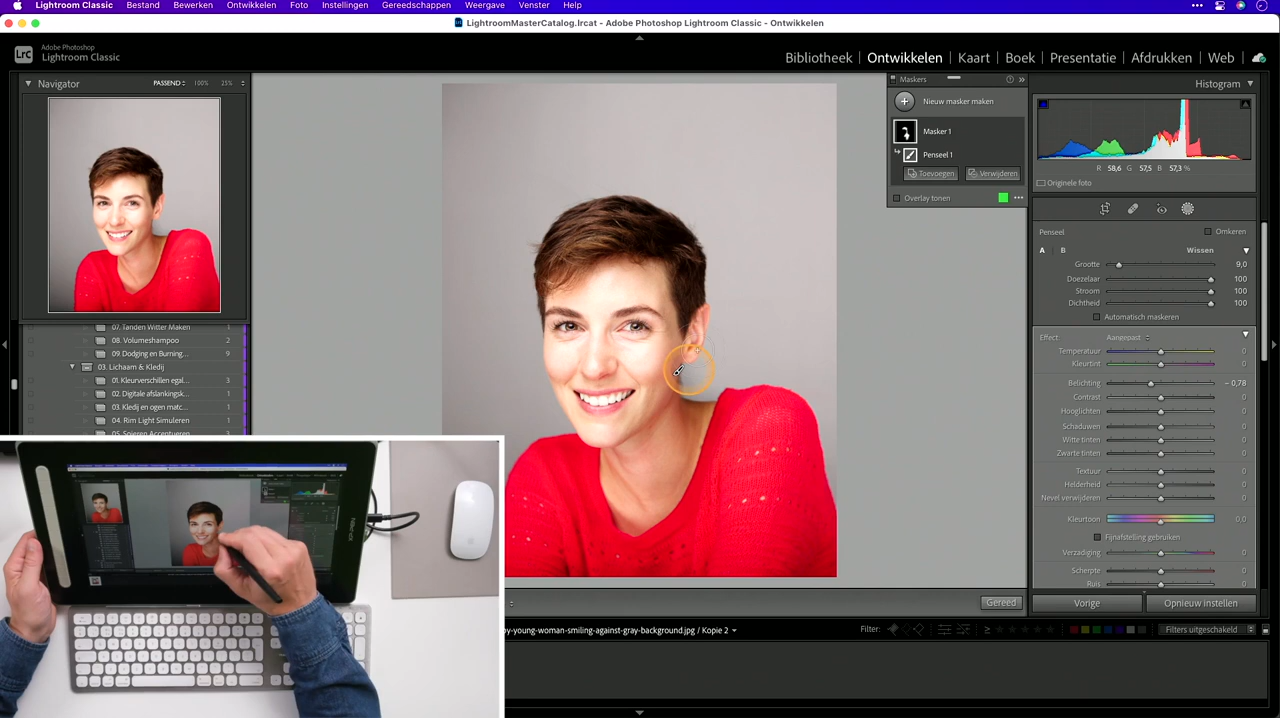 Lightroom Classic Bestand Bewerken Ontwikkelen Foto Instellingen Gereedschappen Weergave Venster Help
LightroomMasterCatalog.lrcat - Adobe Photoshop Lightroom Classic - Ontwikkelen
Lrc
Adobe Photoshop
Lightroom Classic
Bibliotheek | Ontwikkelen | Kaart | Boek | Presentatie | Afdrukken | Web
Navigator PASSEND 100% 25%
07. Tanden Witter Maken 1
08. Volumeshampoo 2
09. Dodging en Burning... 9
03. Lichaam & Kledij
01. Kleurverschillen egal... 3
02. Digitale afslankingsk... 1
03. Kledij en ogen matc... 1
04. Rim Light Simuleren 1
05. Spieren Accentueren
Maskers
Nieuw masker maken
Masker 1
Penseel 1
Toevoegen Verwijderen
Overlay tonen
Histogram
R 58,6 G 57,5 B 57,3 %
Originele foto
Penseel Omkeren
A B Wissen
Grootte 9,0
Doezelaar 100
Stroom 100
Dichtheid 100
Automatisch maskeren
Effect: Aangepast
Temperatuur 0
Kleurtint 0
Belichting – 0,78
Contrast 0
Hooglichten 0
Schaduwen 0
Witte tinten 0
Zwarte tinten 0
Textuur 0
Helderheid 0
Nevel verwijderen 0
Kleurtoon 0,0
Fijnafstelling gebruiken
Verzadiging 0
Scherpte 0
Ruis 0
Gereed
Vorige Opnieuw instellen
py-young-woman-smiling-against-gray-background.jpg / Kopie 2
Filter: Filters uitgeschakeld